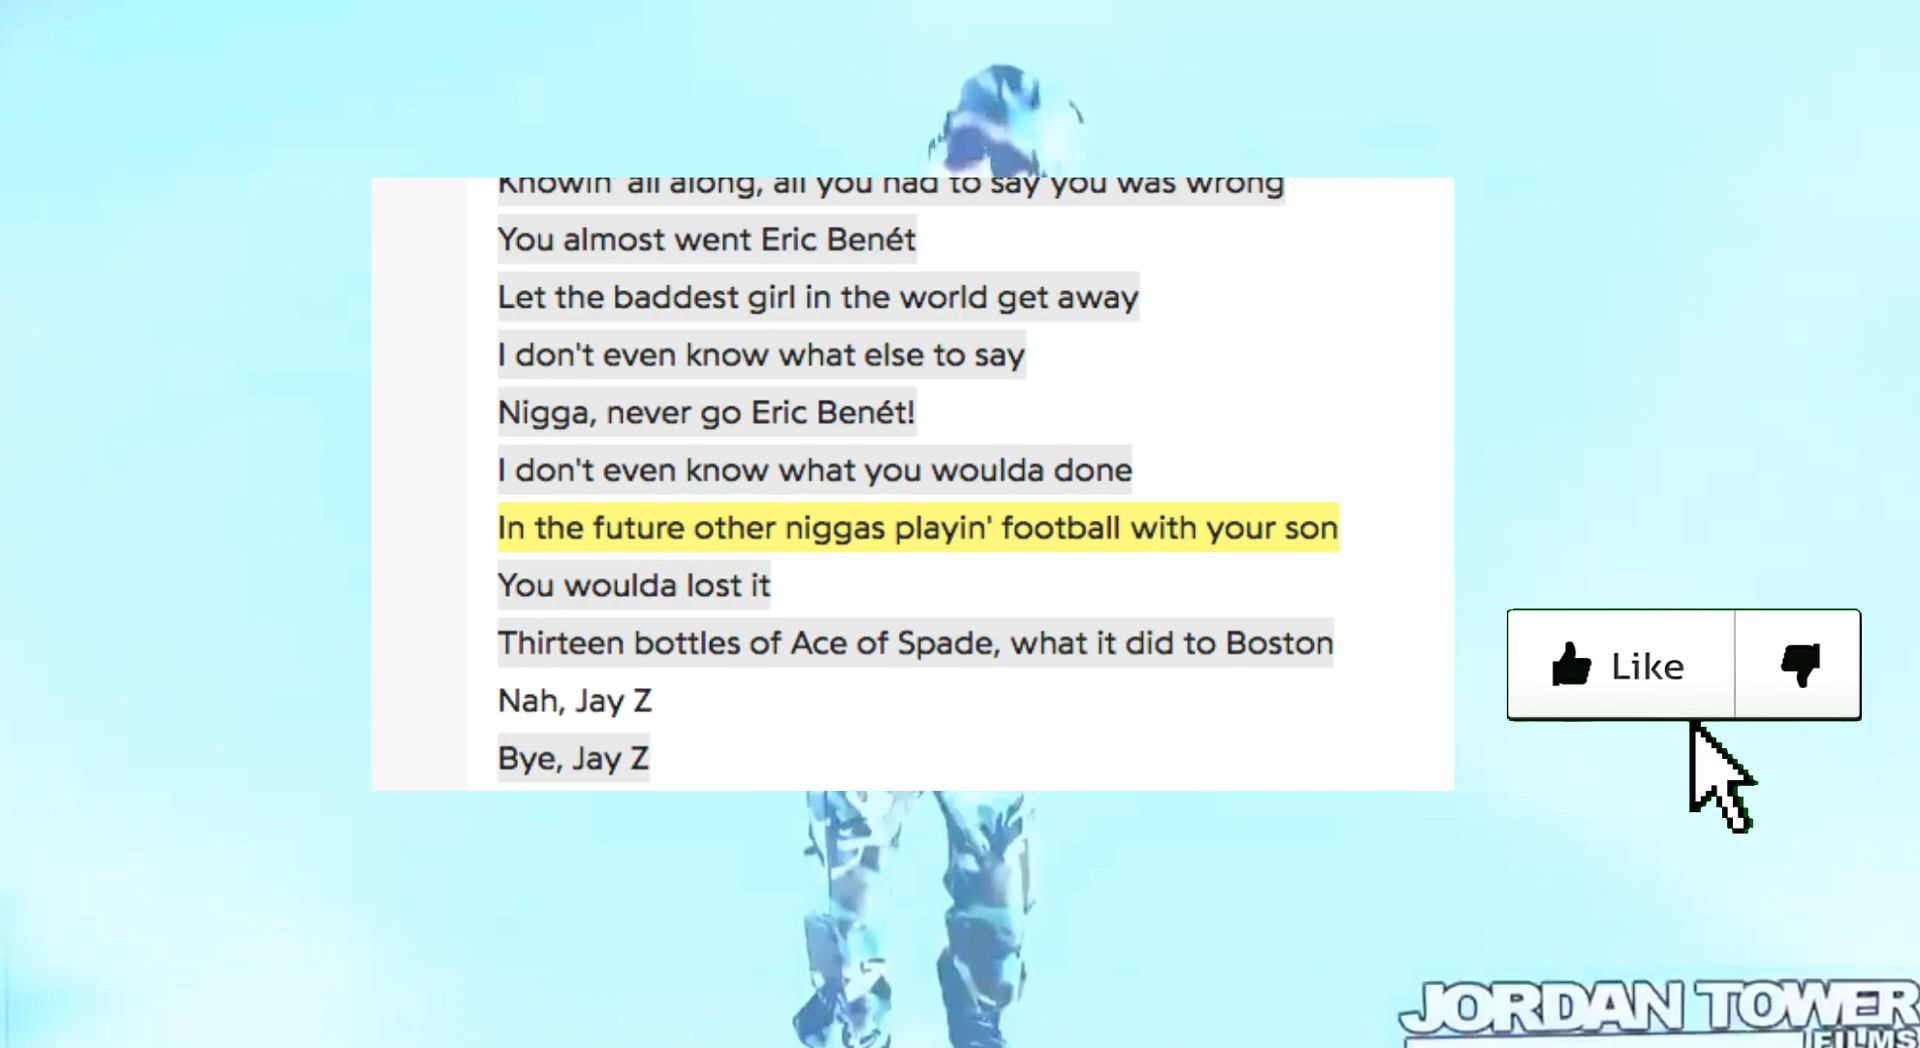 Knowin' all along, all you had to say you was wrong
You almost went Eric Benét
Let the baddest girl in the world get away
I don't even know what else to say
Nigga, never go Eric Benét!
I don't even know what you woulda done
In the future other niggas playin' football with your son
You woulda lost it
Thirteen bottles of Ace of Spade, what it did to Boston
Nah, Jay Z
Bye, Jay Z
Like
JORDAN TOWER
FILMS